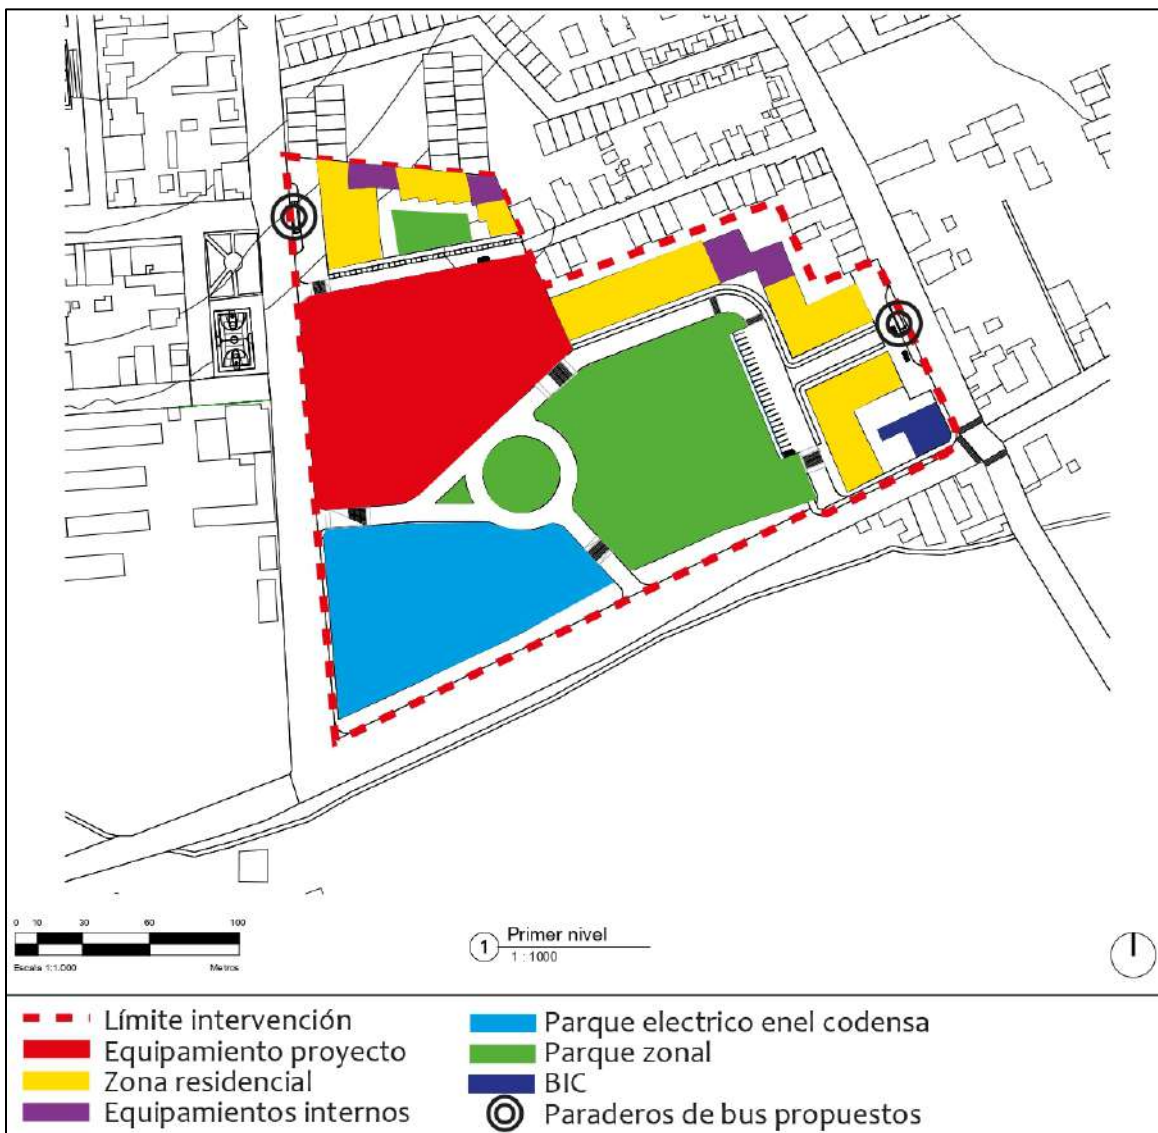 0 10 30 60 100
Escala 1:1.000 Metros
1 Primer nivel
1 : 1000
Límite intervención
Equipamiento proyecto
Zona residencial
Equipamientos internos
Parque electrico enel codensa
Parque zonal
BIC
Paraderos de bus propuestos